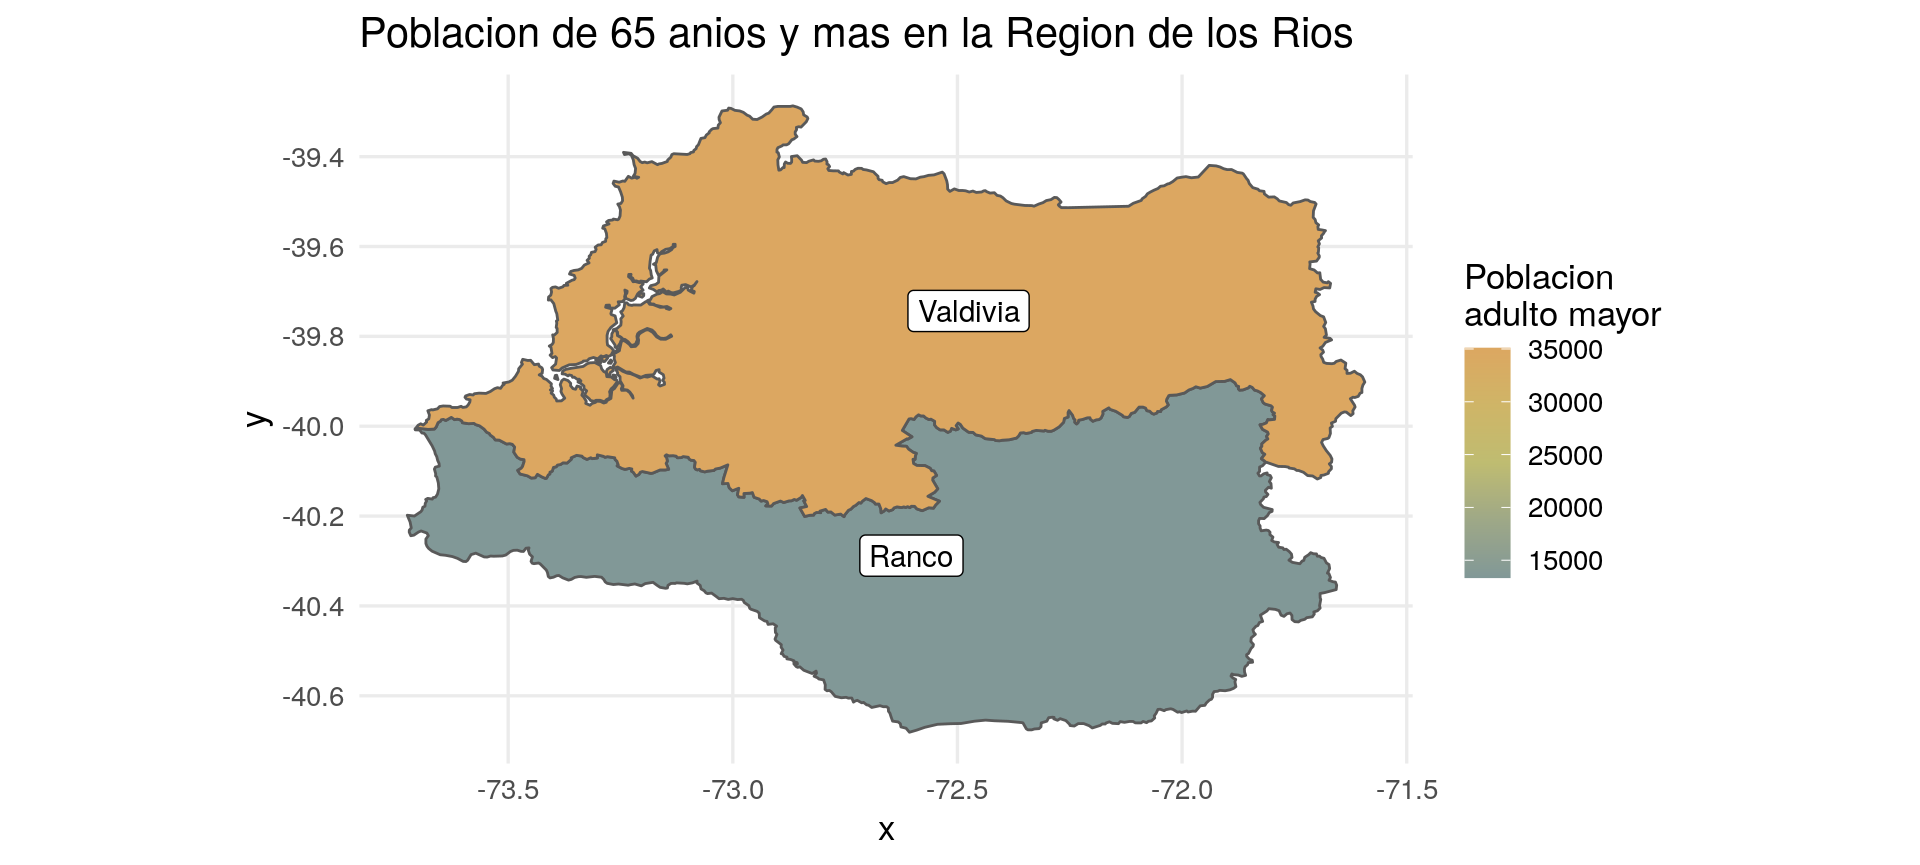 Poblacion de 65 anios y mas en la Region de los Rios
-39.4
-39.6
-39.8
-40.0
-40.2
-40.4
-40.6
y
Valdivia
Ranco
-73.5
-73.0
-72.5
-72.0
-71.5
x
Poblacion
adulto mayor
35000
30000
25000
20000
15000